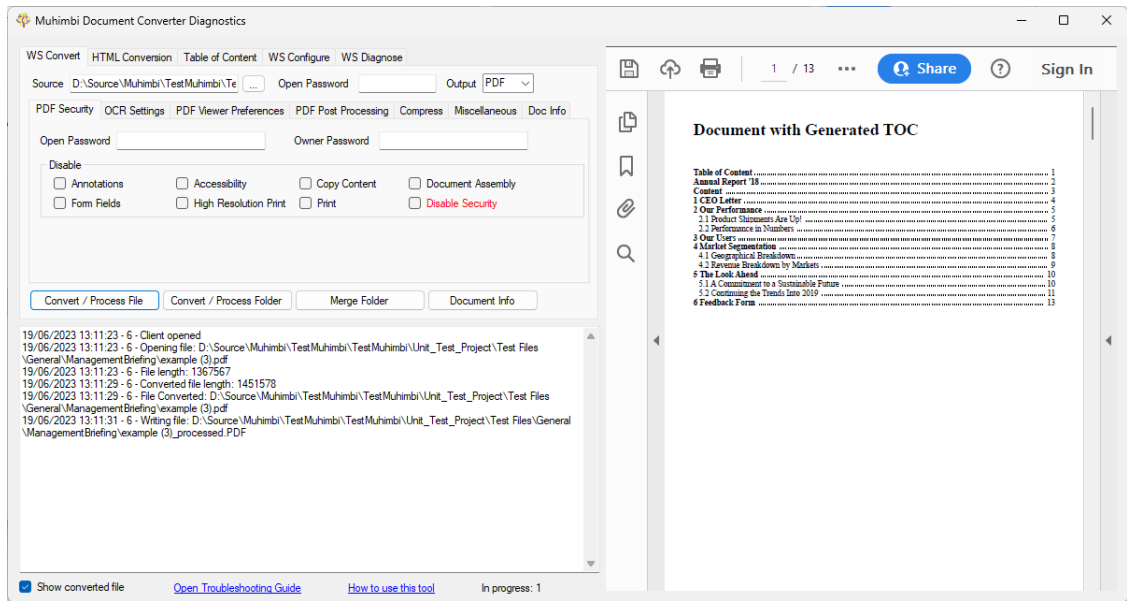 Muhimbi Document Converter Diagnostics
WS Convert HTML Conversion Table of Content WS Configure WS Diagnose
Source D:\Source\Muhimbi\TestMuhimbi\Te ... Open Password Output PDF
PDF Security OCR Settings PDF Viewer Preferences PDF Post Processing Compress Miscellaneous Doc Info
Open Password Owner Password
Disable
Annotations Accessibility Copy Content Document Assembly
Form Fields High Resolution Print Print Disable Security
Convert / Process File Convert / Process Folder Merge Folder Document Info
19/06/2023 13:11:23 - 6 - Client opened
19/06/2023 13:11:23 - 6 - Opening file: D:\Source\Muhimbi\TestMuhimbi\TestMuhimbi\Unit_Test_Project\Test Files
\General\ManagementBriefing\example (3).pdf
19/06/2023 13:11:23 - 6 - File length: 1367567
19/06/2023 13:11:29 - 6 - Converted file length: 1451578
19/06/2023 13:11:29 - 6 - File Converted: D:\Source\Muhimbi\TestMuhimbi\TestMuhimbi\Unit_Test_Project\Test Files
\General\ManagementBriefing\example (3).pdf
19/06/2023 13:11:31 - 6 - Writing file: D:\Source\Muhimbi\TestMuhimbi\TestMuhimbi\Unit_Test_Project\Test Files\General
\ManagementBriefing\example (3)_processed.PDF
Show converted file Open Troubleshooting Guide How to use this tool In progress: 1
1 / 13 ••• Share ? Sign In
Document with Generated TOC
Table of Content 1
Annual Report '18 2
Content 3
1 CEO Letter 4
2 Our Performance 5
2.1 Product Shipments Are Up! 5
2.2 Performance in Numbers 6
3 Our Users 7
4 Market Segmentation 8
4.1 Geographical Breakdown 8
4.2 Revenue Breakdown by Markets 9
5 The Look Ahead 10
5.1 A Commitment to a Sustainable Future 10
5.2 Continuing the Trends Into 2019 11
6 Feedback Form 13